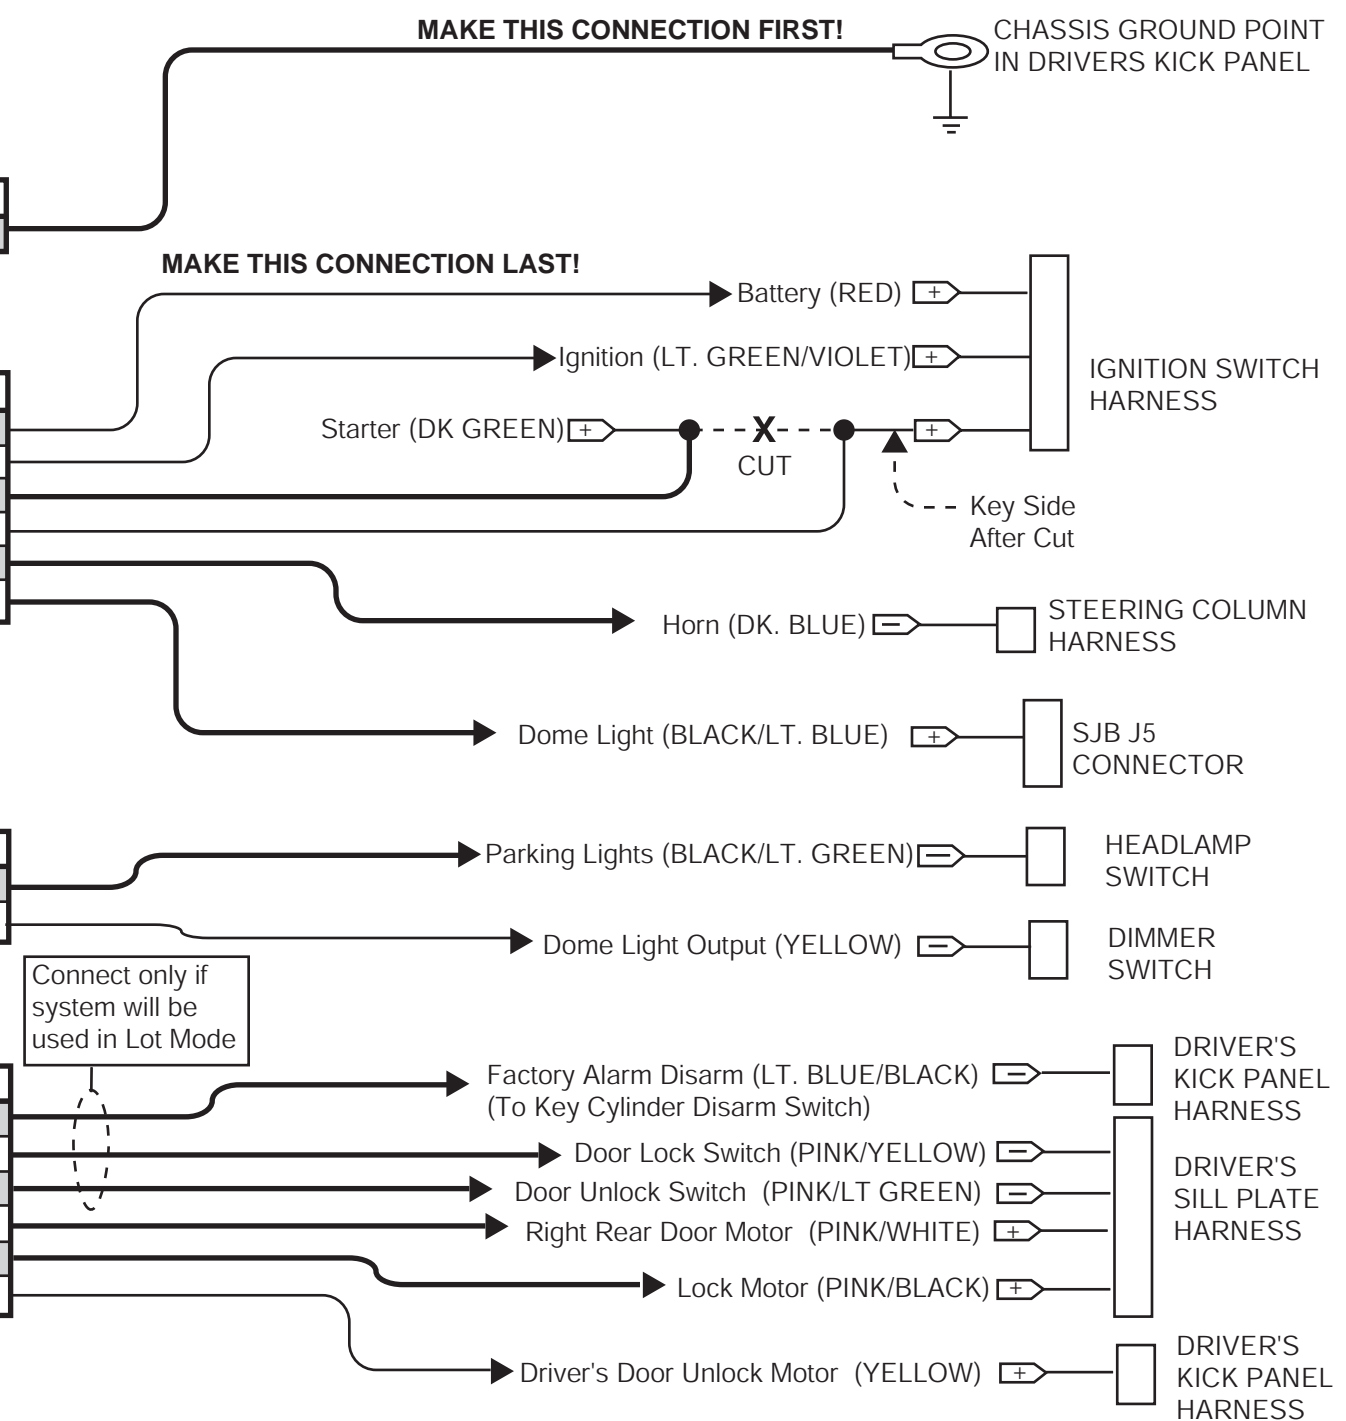 MAKE THIS CONNECTION FIRST!
CHASSIS GROUND POINT
IN DRIVERS KICK PANEL
MAKE THIS CONNECTION LAST!
Battery (RED) +
Ignition (LT. GREEN/VIOLET) +
IGNITION SWITCH
HARNESS
Starter (DK GREEN) + X +
CUT
Key Side
After Cut
Horn (DK. BLUE) −
STEERING COLUMN
HARNESS
Dome Light (BLACK/LT. BLUE) +
SJB J5
CONNECTOR
Parking Lights (BLACK/LT. GREEN) −
HEADLAMP
SWITCH
Dome Light Output (YELLOW) −
DIMMER
SWITCH
Connect only if
system will be
used in Lot Mode
Factory Alarm Disarm (LT. BLUE/BLACK) −
(To Key Cylinder Disarm Switch)
DRIVER'S
KICK PANEL
HARNESS
Door Lock Switch (PINK/YELLOW) −
Door Unlock Switch (PINK/LT GREEN) −
Right Rear Door Motor (PINK/WHITE) +
Lock Motor (PINK/BLACK) +
DRIVER'S
SILL PLATE
HARNESS
Driver's Door Unlock Motor (YELLOW) +
DRIVER'S
KICK PANEL
HARNESS